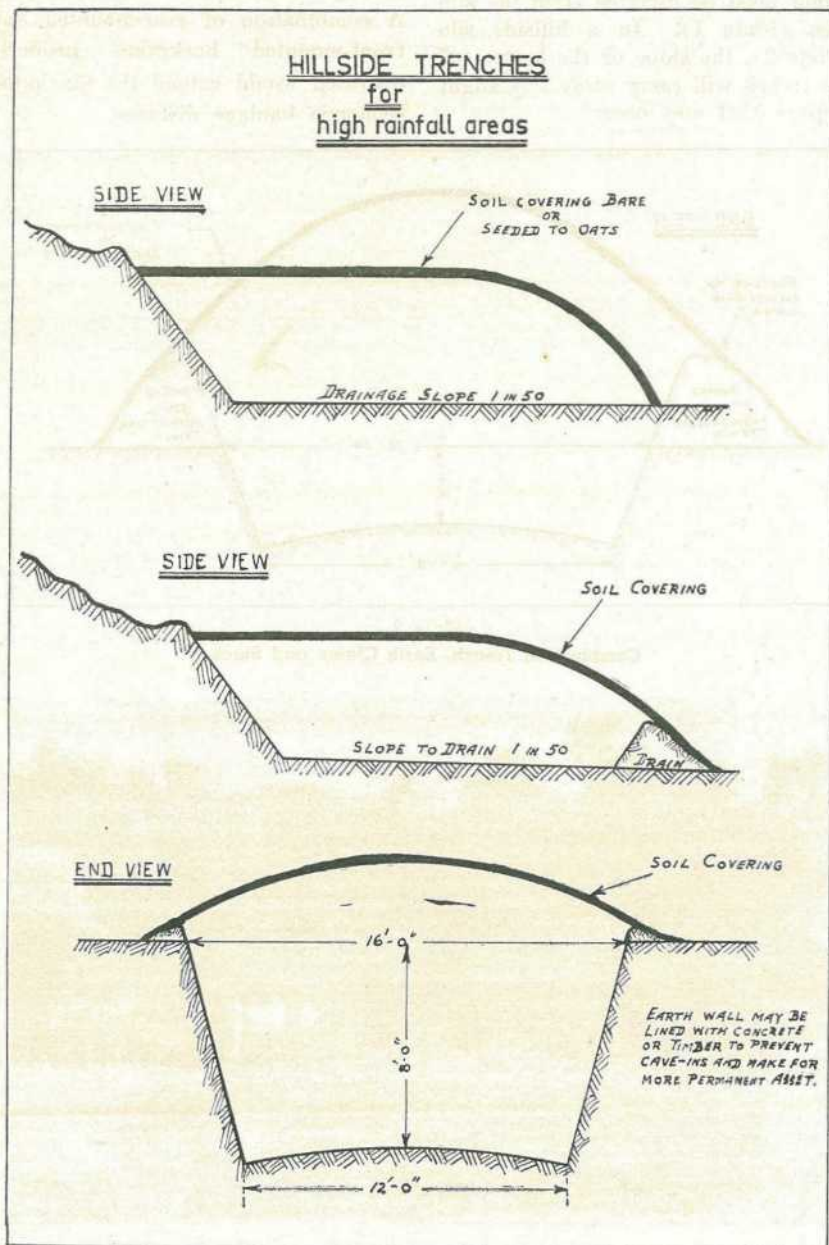 HILLSIDE TRENCHES
for
high rainfall areas
SIDE VIEW
SOIL COVERING BARE
OR
SEEDED TO OATS
DRAINAGE SLOPE 1 IN 50
SIDE VIEW
SOIL COVERING
SLOPE TO DRAIN 1 IN 50
DRAIN
END VIEW
SOIL COVERING
16'-0"
8'-0"
EARTH WALL MAY BE
LINED WITH CONCRETE
OR TIMBER TO PREVENT
CAVE-INS AND MAKE FOR
MORE PERMANENT ASSET.
12'-0"